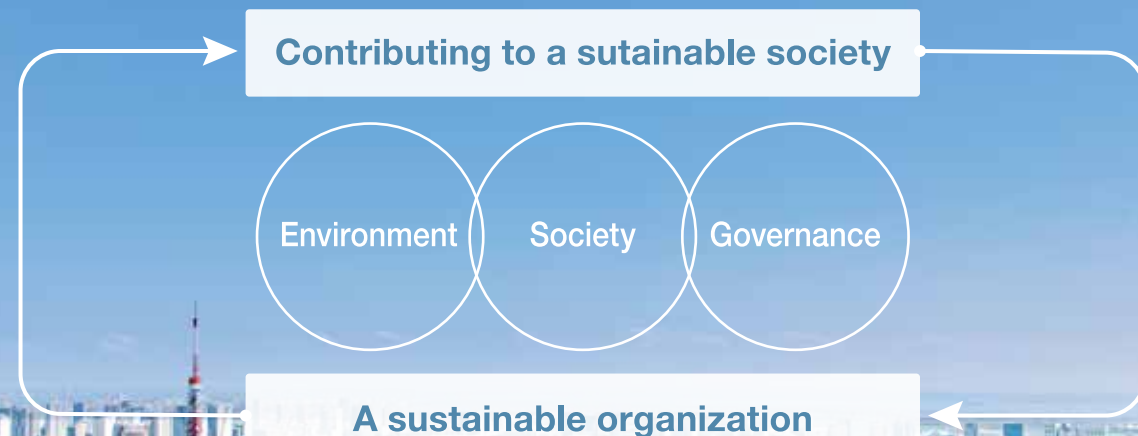 Contributing to a sutainable society
Environment
Society
Governance
A sustainable organization